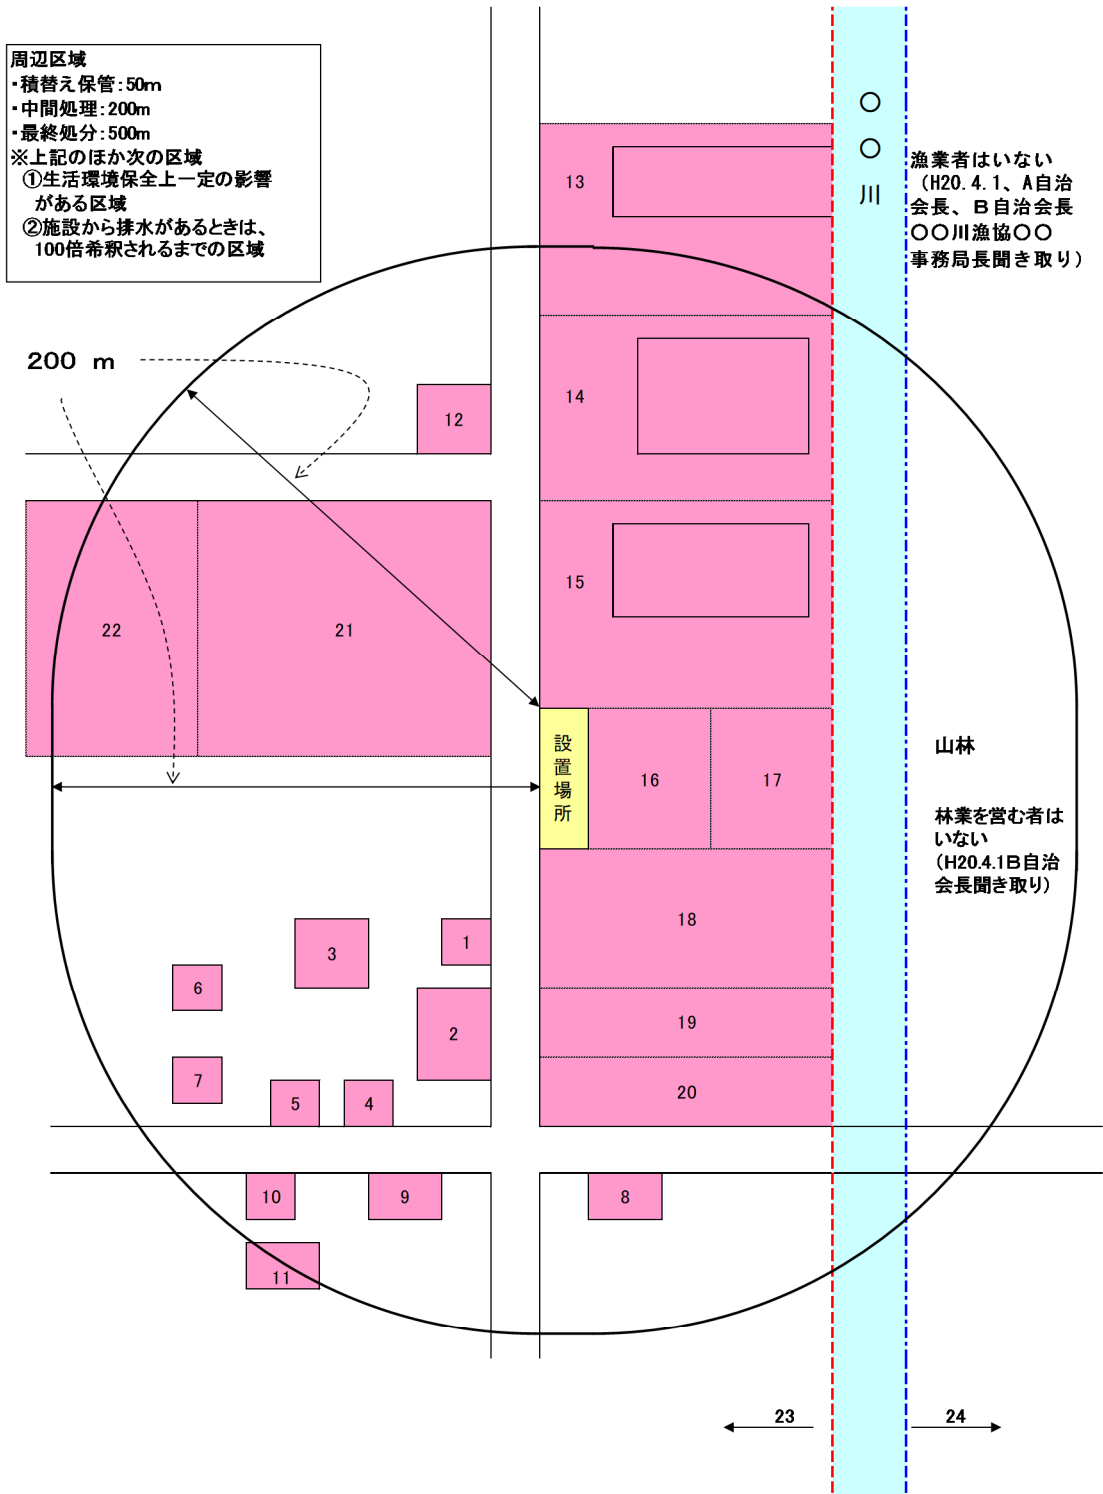 周辺区域
・積替え保管:50m
・中間処理:200m
・最終処分:500m
※上記のほか次の区域
①生活環境保全上一定の影響
がある区域
②施設から排水があるときは、
100倍希釈されるまでの区域
〇
〇
川
漁業者はいない
(H20.4.1、A自治
会長、B自治会長
〇〇川漁協〇〇
事務局長聞き取り)
13
200 m
12
14
15
22
21
設
置
場
所
16
17
山林
林業を営む者は
いない
(H20.4.1B自治
会長聞き取り)
18
1
3
6
2
19
7
5
4
20
10
9
8
11
23
24